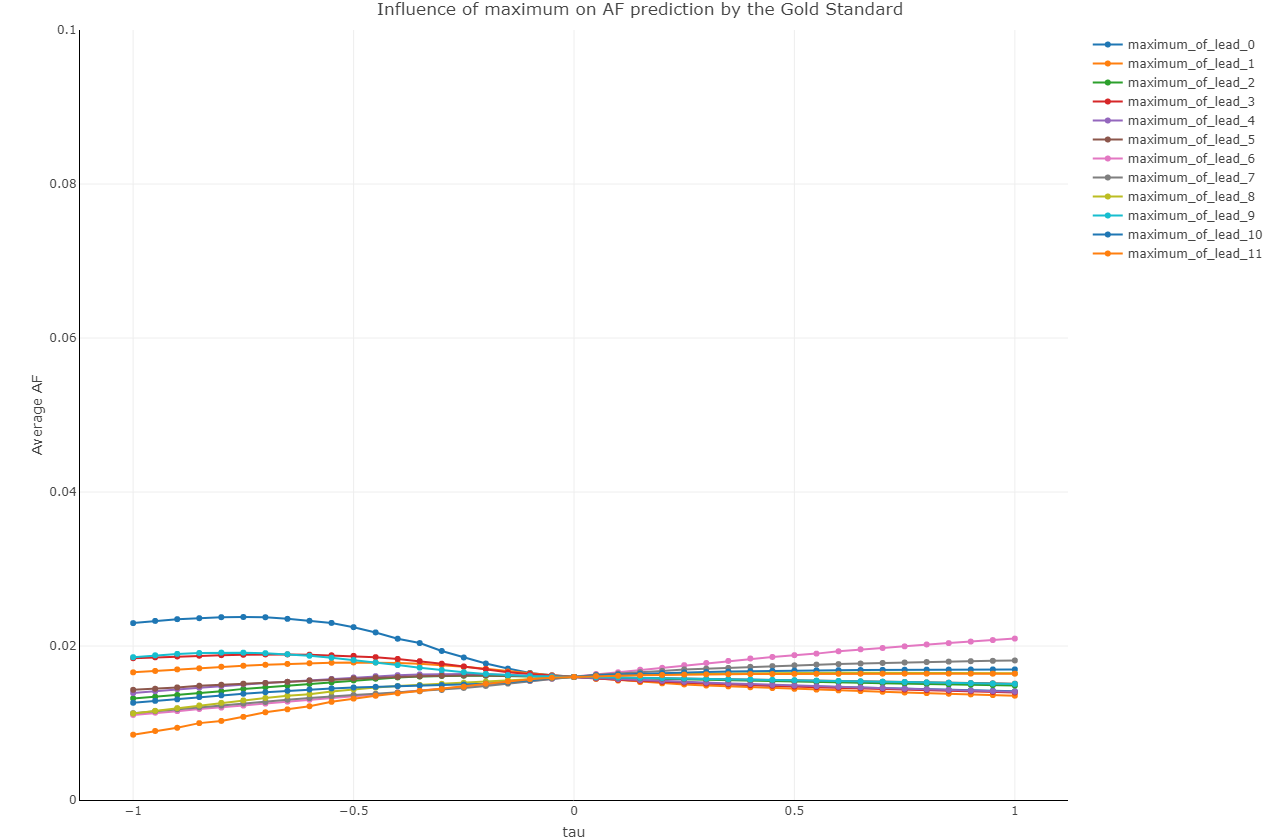 Influence of maximum on AF prediction by the Gold Standard
0.1
0.08
0.06
0.04
0.02
0
Average AF
−1
−0.5
0
0.5
1
tau
maximum_of_lead_0
maximum_of_lead_1
maximum_of_lead_2
maximum_of_lead_3
maximum_of_lead_4
maximum_of_lead_5
maximum_of_lead_6
maximum_of_lead_7
maximum_of_lead_8
maximum_of_lead_9
maximum_of_lead_10
maximum_of_lead_11